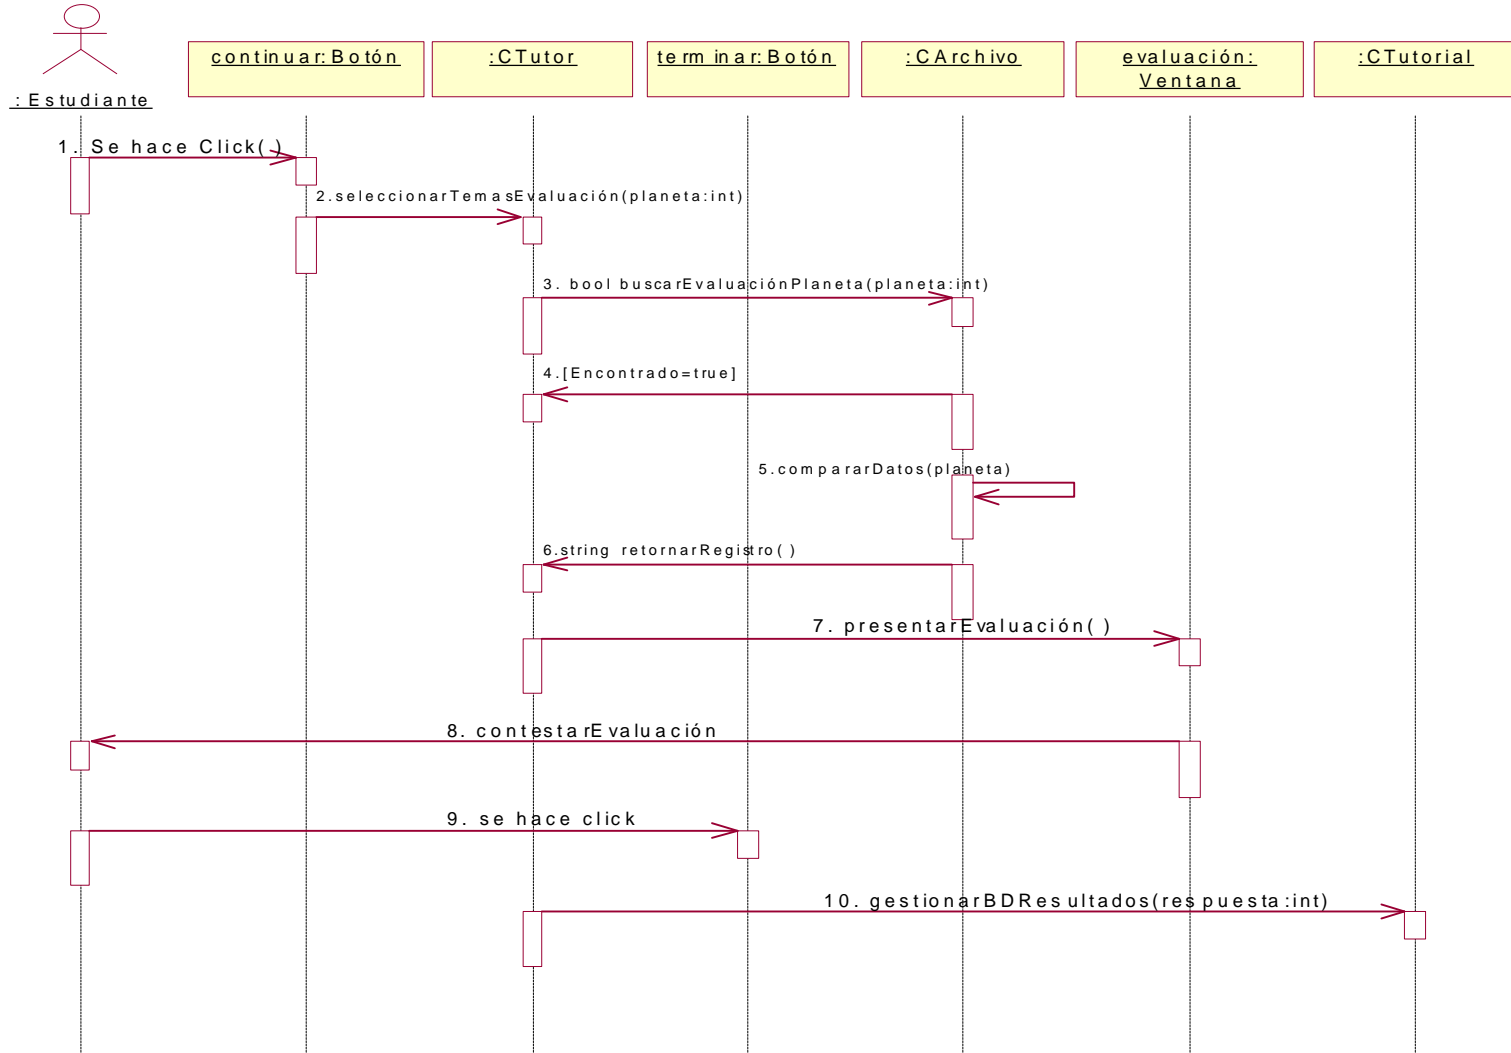 : Estudiante
continuar:Botón
:CTutor
terminar:Botón
:CArchivo
evaluación:
Ventana
:CTutorial
1. Se hace Click( )
2.seleccionarTemasEvaluación(planeta:int)
3. bool buscarEvaluaciónPlaneta(planeta:int)
4.[Encontrado=true]
5.compararDatos(planeta)
6.string retornarRegistro( )
7. presentarEvaluación( )
8. contestarEvaluación
9. se hace click
10. gestionarBDResultados(respuesta:int)